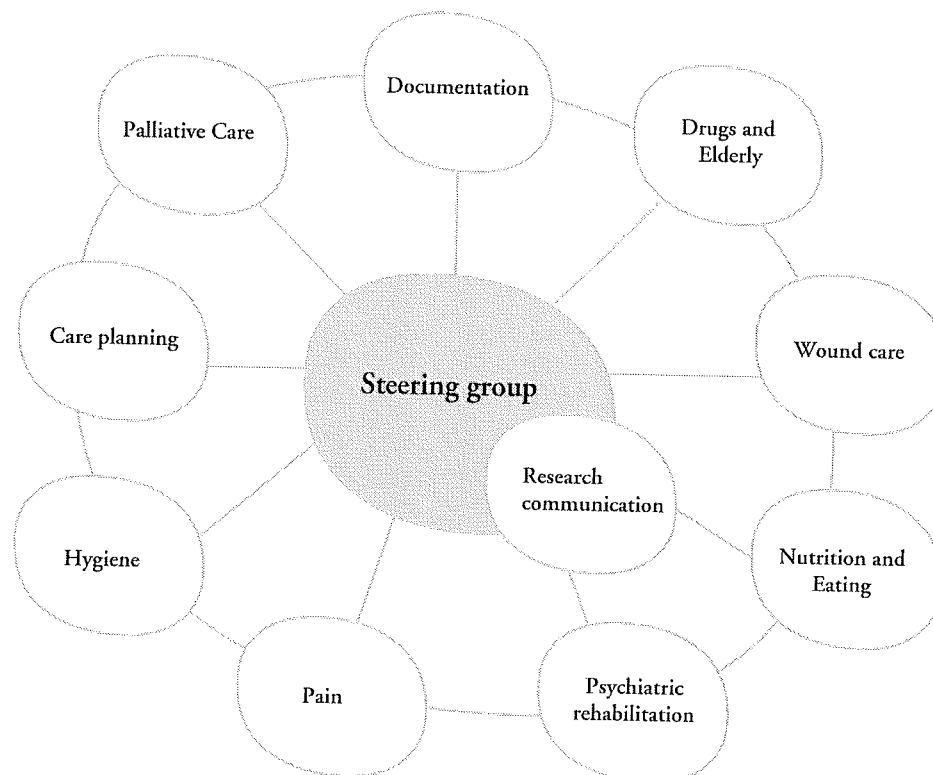 Documentation
Palliative Care
Drugs and
Elderly
Care planning
Wound care
Steering group
Research
communication
Hygiene
Nutrition and
Eating
Pain
Psychiatric
rehabilitation